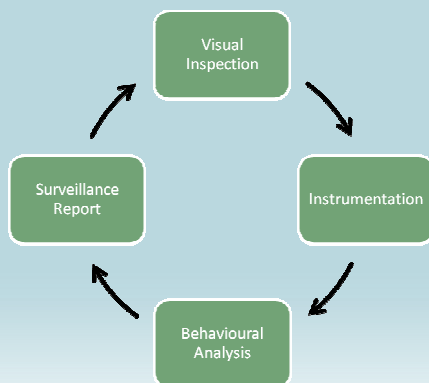 Visual
Inspection
Instrumentation
Behavioural
Analysis
Surveillance
Report